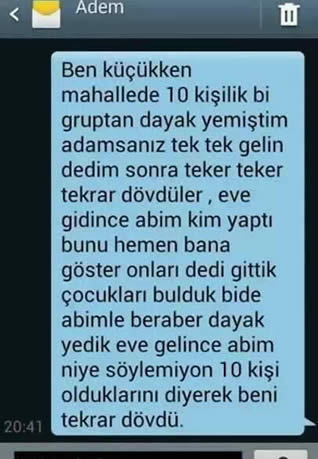 Adem
Ben küçükken
mahallede 10 kişilik bi
gruptan dayak yemiştim
adamsanız tek tek gelin
dedim sonra teker teker
tekrar dövdüler , eve
gidince abim kim yaptı
bunu hemen bana
göster onları dedi gittik
çocukları bulduk bide
abimle beraber dayak
yedik eve gelince abim
niye söylemiyon 10 kişi
olduklarını diyerek beni
tekrar dövdü.
20:41